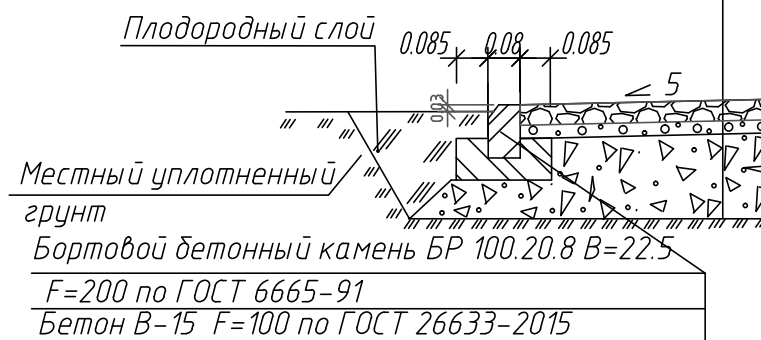 Плодородный слой
0.085 0.08 0.085
5
0.03
Местный уплотненный
грунт
Бортовой бетонный камень БР 100.20.8 В=22.5
F=200 по ГОСТ 6665-91
Бетон В-15 F=100 по ГОСТ 26633-2015